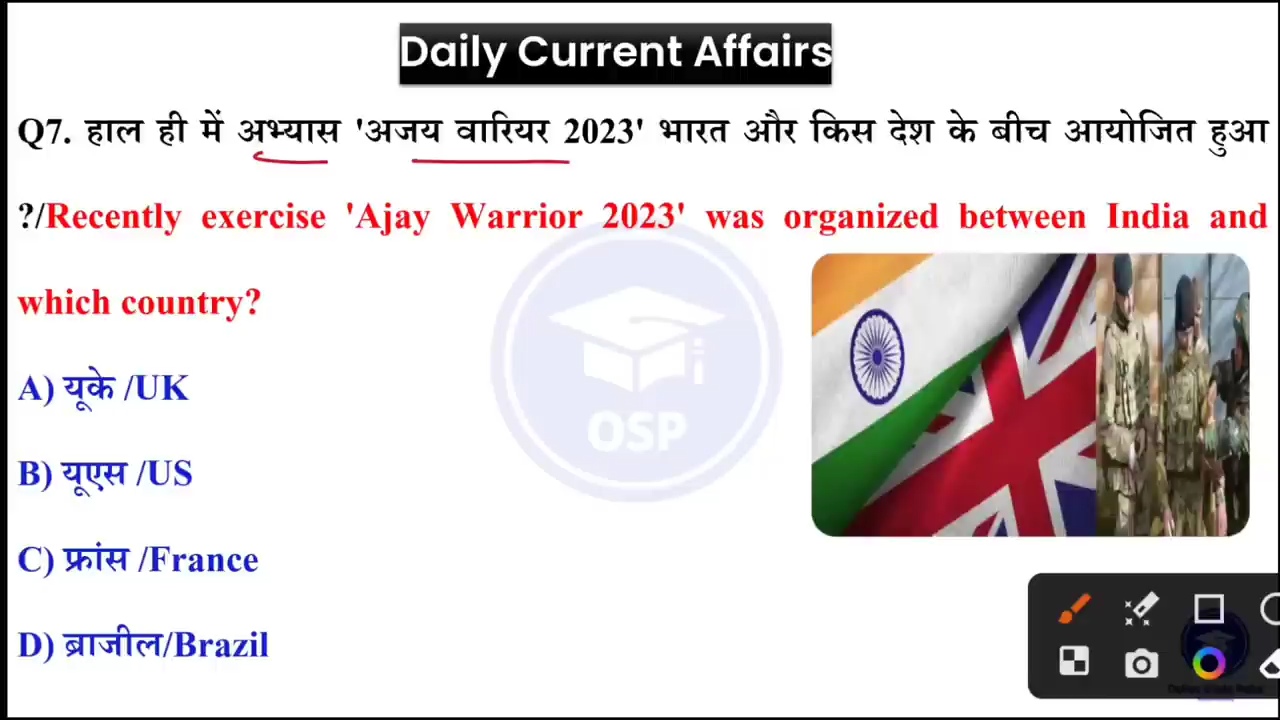 Daily Current Affairs
Q7. हाल ही में अभ्यास 'अजय वारियर 2023' भारत और किस देश के बीच आयोजित हुआ
?/Recently exercise 'Ajay Warrior 2023' was organized between India and
which country?
A) यूके /UK
B) यूएस /US
C) फ्रांस /France
D) ब्राजील/Brazil
OSP